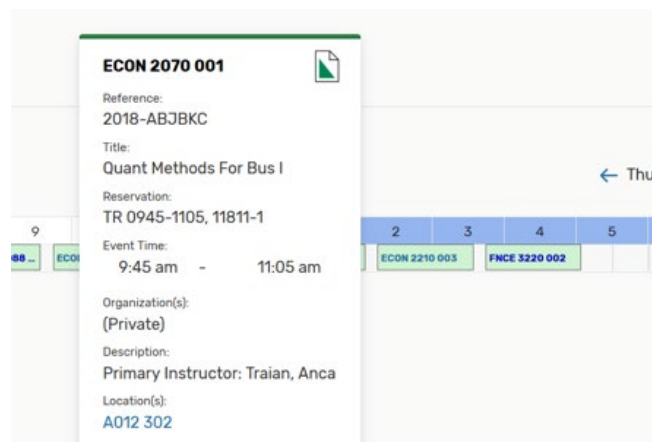 ECON 2070 001
Reference:
2018-ABJBKC
Title:
Quant Methods For Bus I
Reservation:
TR 0945-1105, 11811-1
Event Time:
9:45 am - 11:05 am
Organization(s):
(Private)
Description:
Primary Instructor: Traian, Anca
Location(s):
A012 302
← Thu
9 2 3 4 5
88 ... ECO ECON 2210 003 FNCE 3220 002